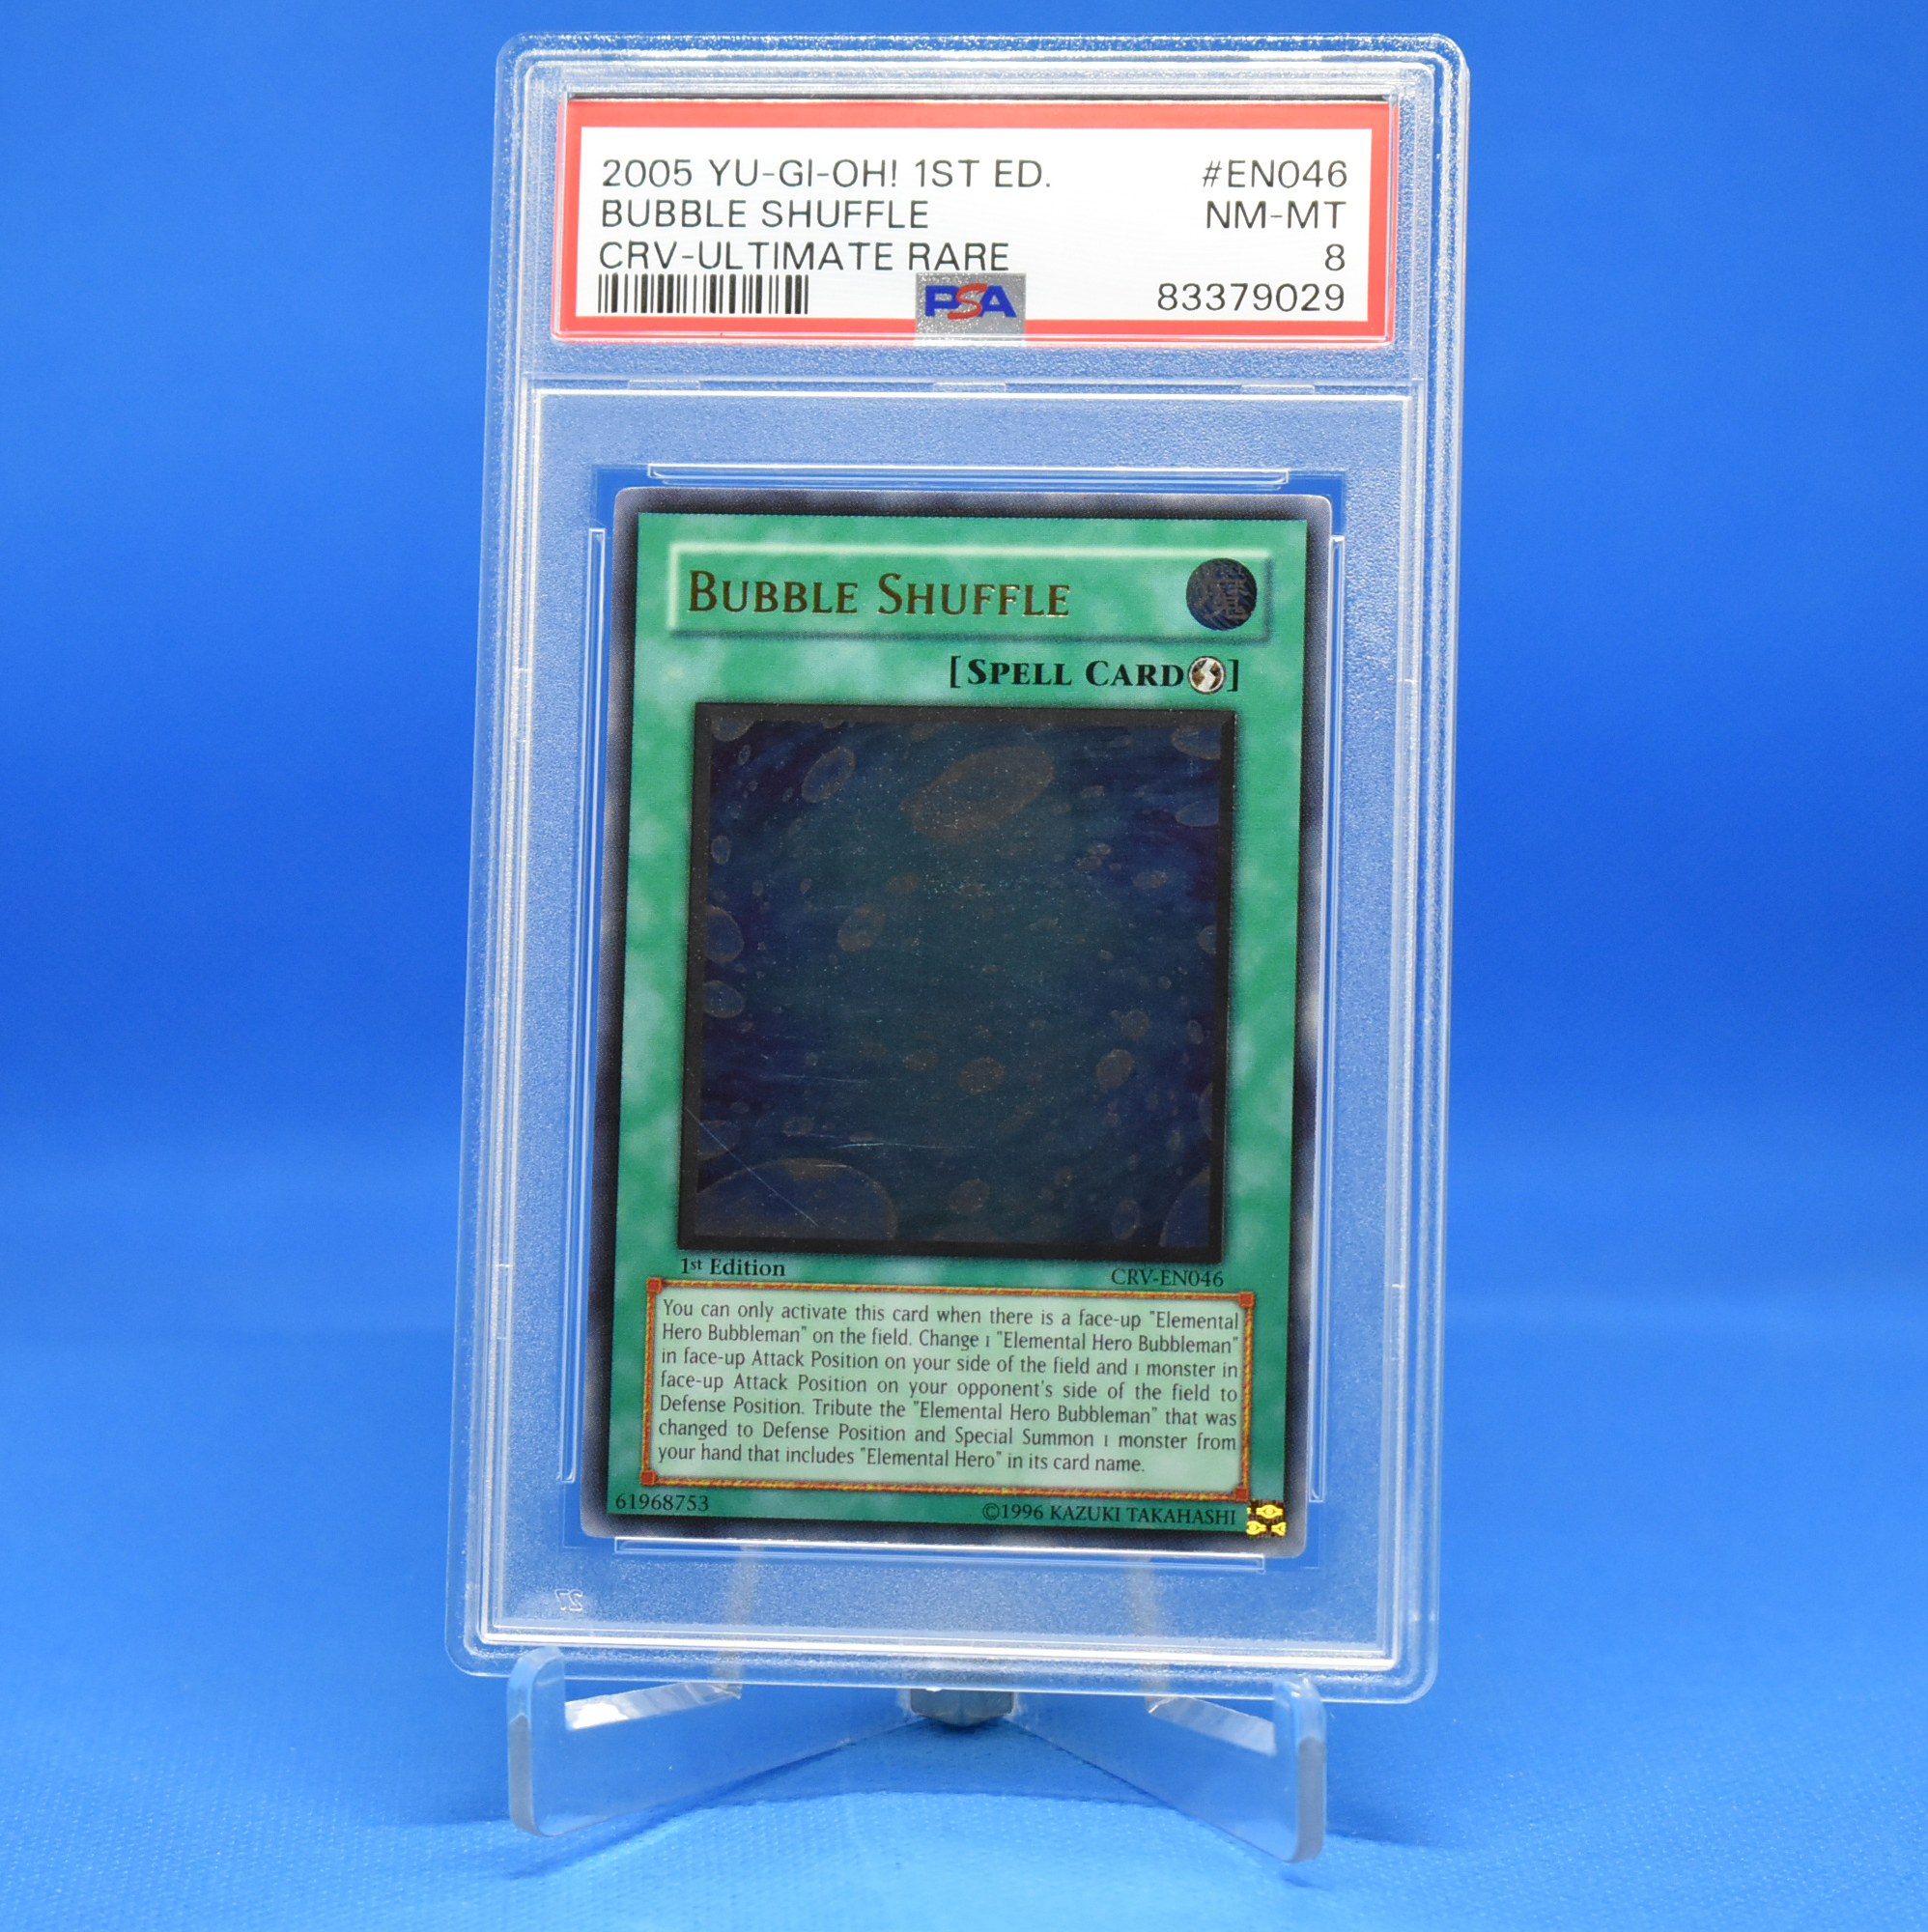 2005 YU-GI-OH! 1ST ED. #EN046
BUBBLE SHUFFLE NM-MT
CRV-ULTIMATE RARE 8
PSA 83379029
BUBBLE SHUFFLE
[SPELL CARD]
1st Edition CRV-EN046
You can only activate this card when there is a face-up "Elemental
Hero Bubbleman" on the field. Change 1 "Elemental Hero Bubbleman"
in face-up Attack Position on your side of the field and 1 monster in
face-up Attack Position on your opponent's side of the field to
Defense Position. Tribute the "Elemental Hero Bubbleman" that was
changed to Defense Position and Special Summon 1 monster from
your hand that includes "Elemental Hero" in its card name.
61968753 ©1996 KAZUKI TAKAHASHI
27